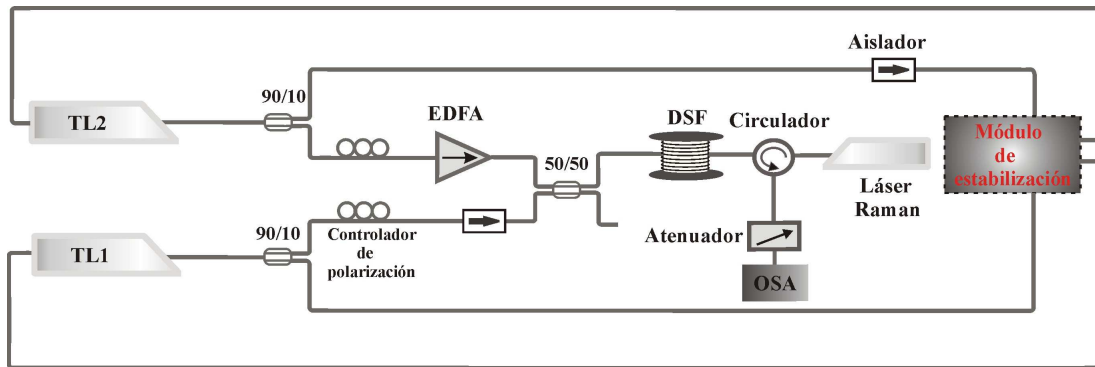 Aislador
90/10
TL2
EDFA
DSF
Circulador
50/50
Módulo
de
estabilización
Láser
Raman
90/10
Controlador
de
polarización
TL1
Atenuador
OSA